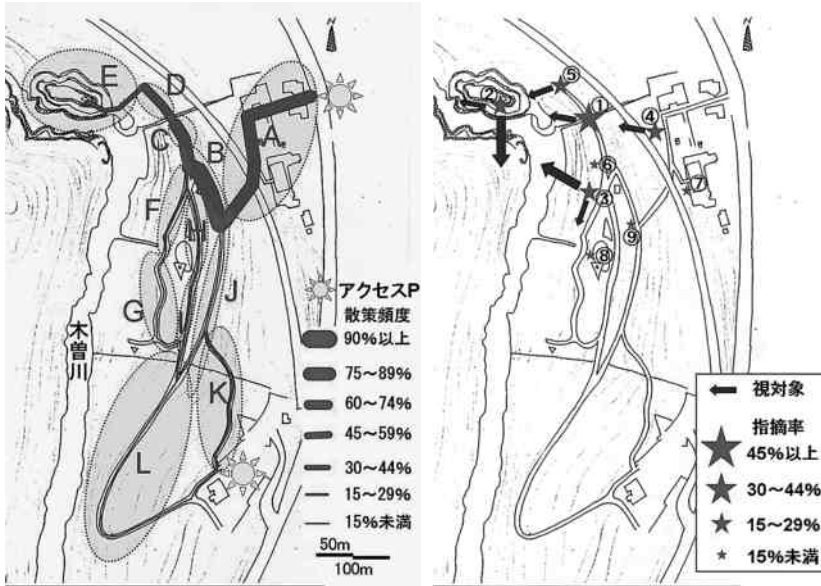 E
D
A
C
B
F
H
J
G
木曽川
K
L
アクセスP
散策頻度
90%以上
75〜89%
60〜74%
45〜59%
30〜44%
15〜29%
15%未満
50m
100m
⑤
②
①
④
⑥
⑦
③
⑨
⑧
視対象
指摘率
45%以上
30〜44%
15〜29%
15%未満